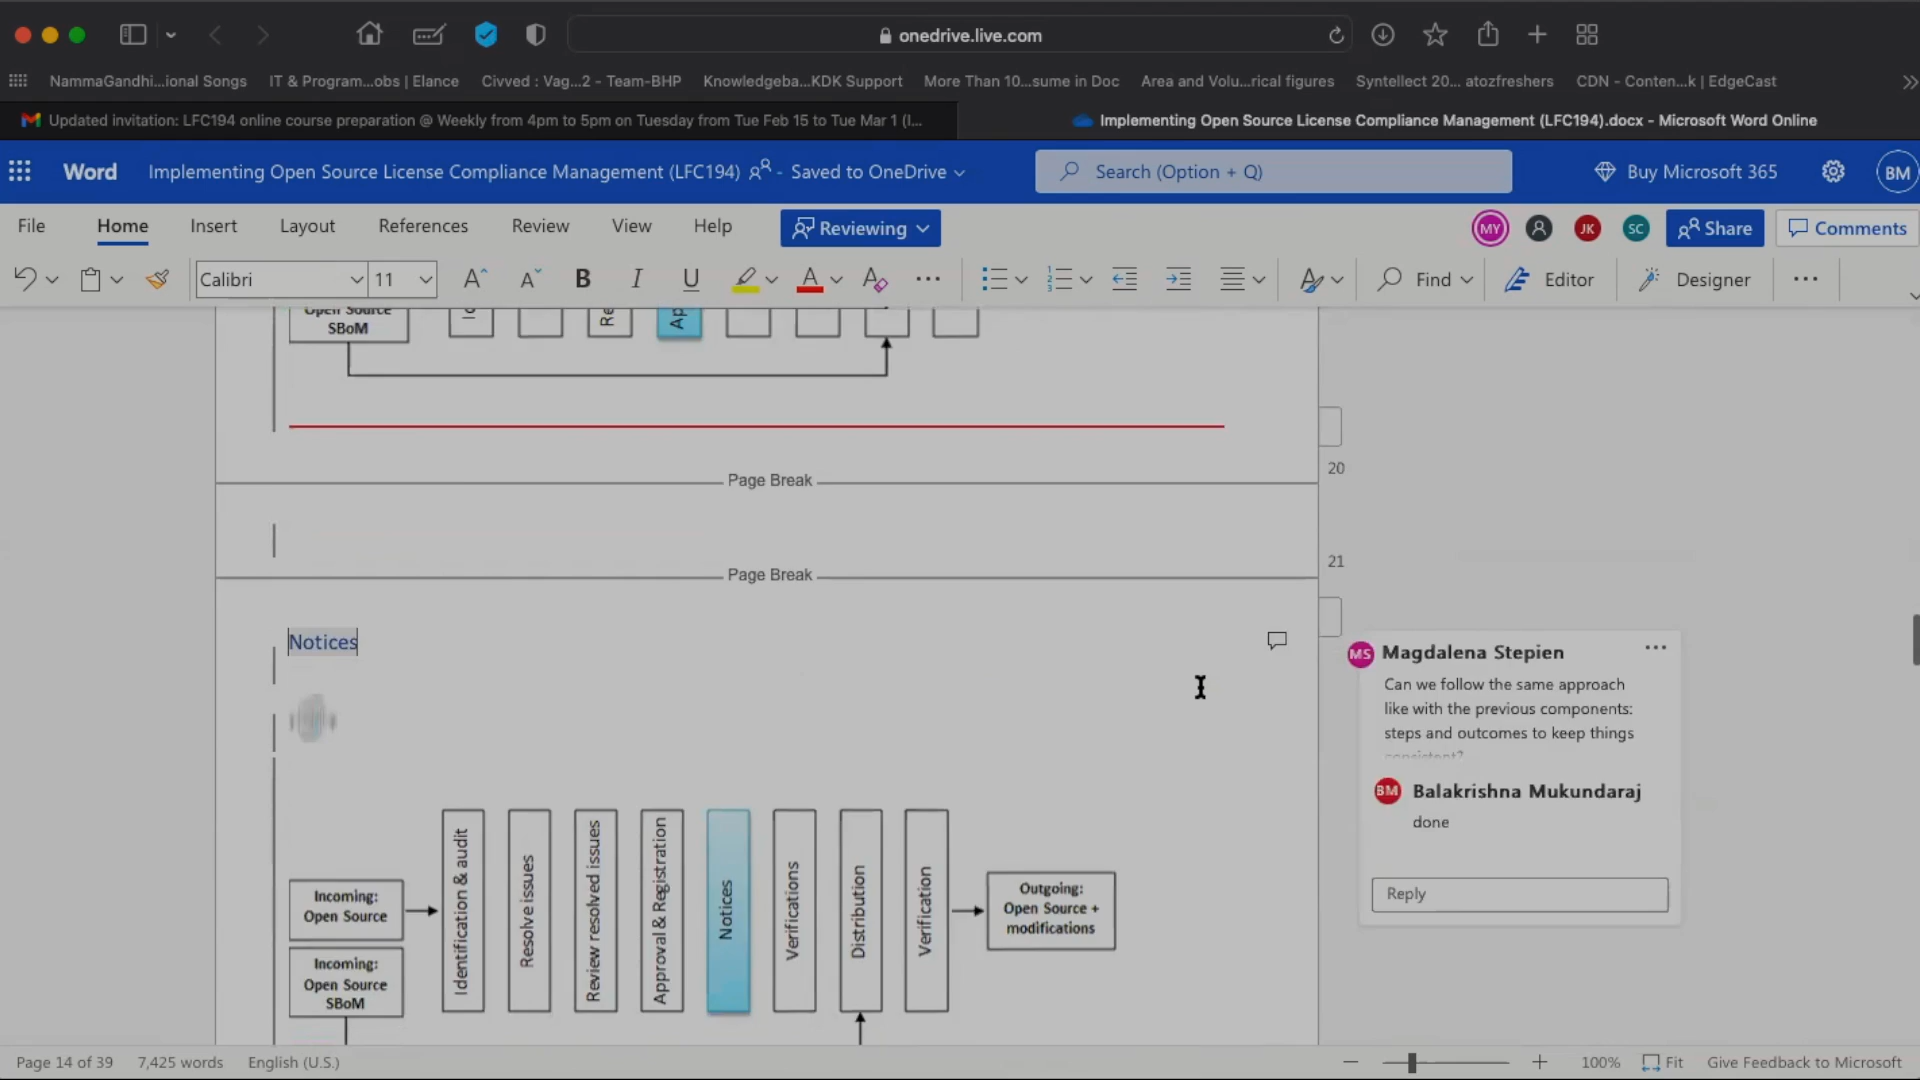 onedrive.live.com
NammaGandhi...ional Songs IT & Program...obs | Elance Civved : Vag...2 - Team-BHP Knowledgeba...KDK Support More Than 10...sume in Doc Area and Volu...rical figures Syntellect 20... atozfreshers CDN - Conten...k | EdgeCast
Updated invitation: LFC194 online course preparation @ Weekly from 4pm to 5pm on Tuesday from Tue Feb 15 to Tue Mar 1 (I...
Implementing Open Source License Compliance Management (LFC194).docx - Microsoft Word Online
Word Implementing Open Source License Compliance Management (LFC194) - Saved to OneDrive Search (Option + Q) Buy Microsoft 365 BM
File Home Insert Layout References Review View Help Reviewing MY JK SC Share Comments
Calibri 11 A A B I U A A ... Find Editor Designer ...
Open Source
SBoM
20
Page Break
21
Page Break
Notices
MS Magdalena Stepien ...
Can we follow the same approach
like with the previous components:
steps and outcomes to keep things
consistent?
BM Balakrishna Mukundaraj
done
Reply
Incoming:
Open Source
Incoming:
Open Source
SBoM
Identification & audit
Resolve issues
Review resolved issues
Approval & Registration
Notices
Verifications
Distribution
Verification
Outgoing:
Open Source +
modifications
Page 14 of 39 7,425 words English (U.S.) 100% Fit Give Feedback to Microsoft